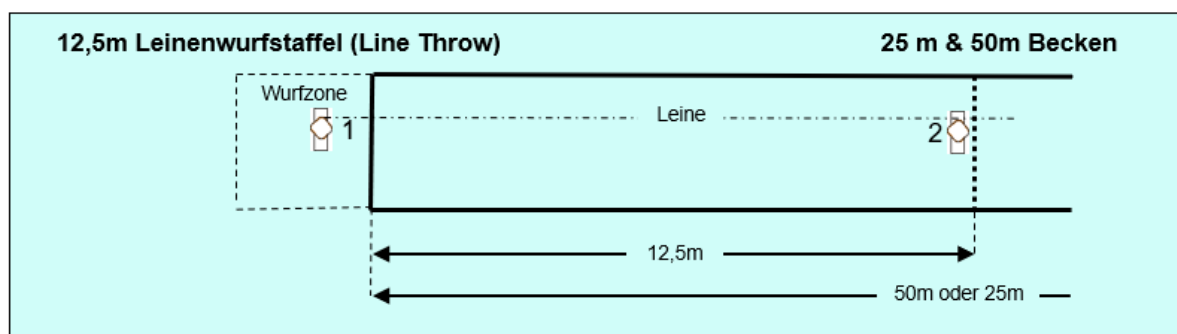 12,5m Leinenwurfstaffel (Line Throw) 25 m & 50m Becken
Wurfzone
Leine
1
2
12,5m
50m oder 25m